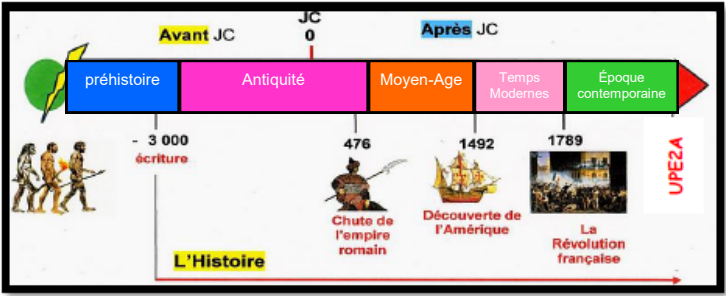 JC
0
Avant JC
Après JC
préhistoire
Antiquité
Moyen-Age
Temps
Modernes
Époque
contemporaine
- 3 000
écriture
476
Chute de
l'empire
romain
1492
Découverte de
l'Amérique
1789
La
Révolution
française
UPE2A
L'Histoire